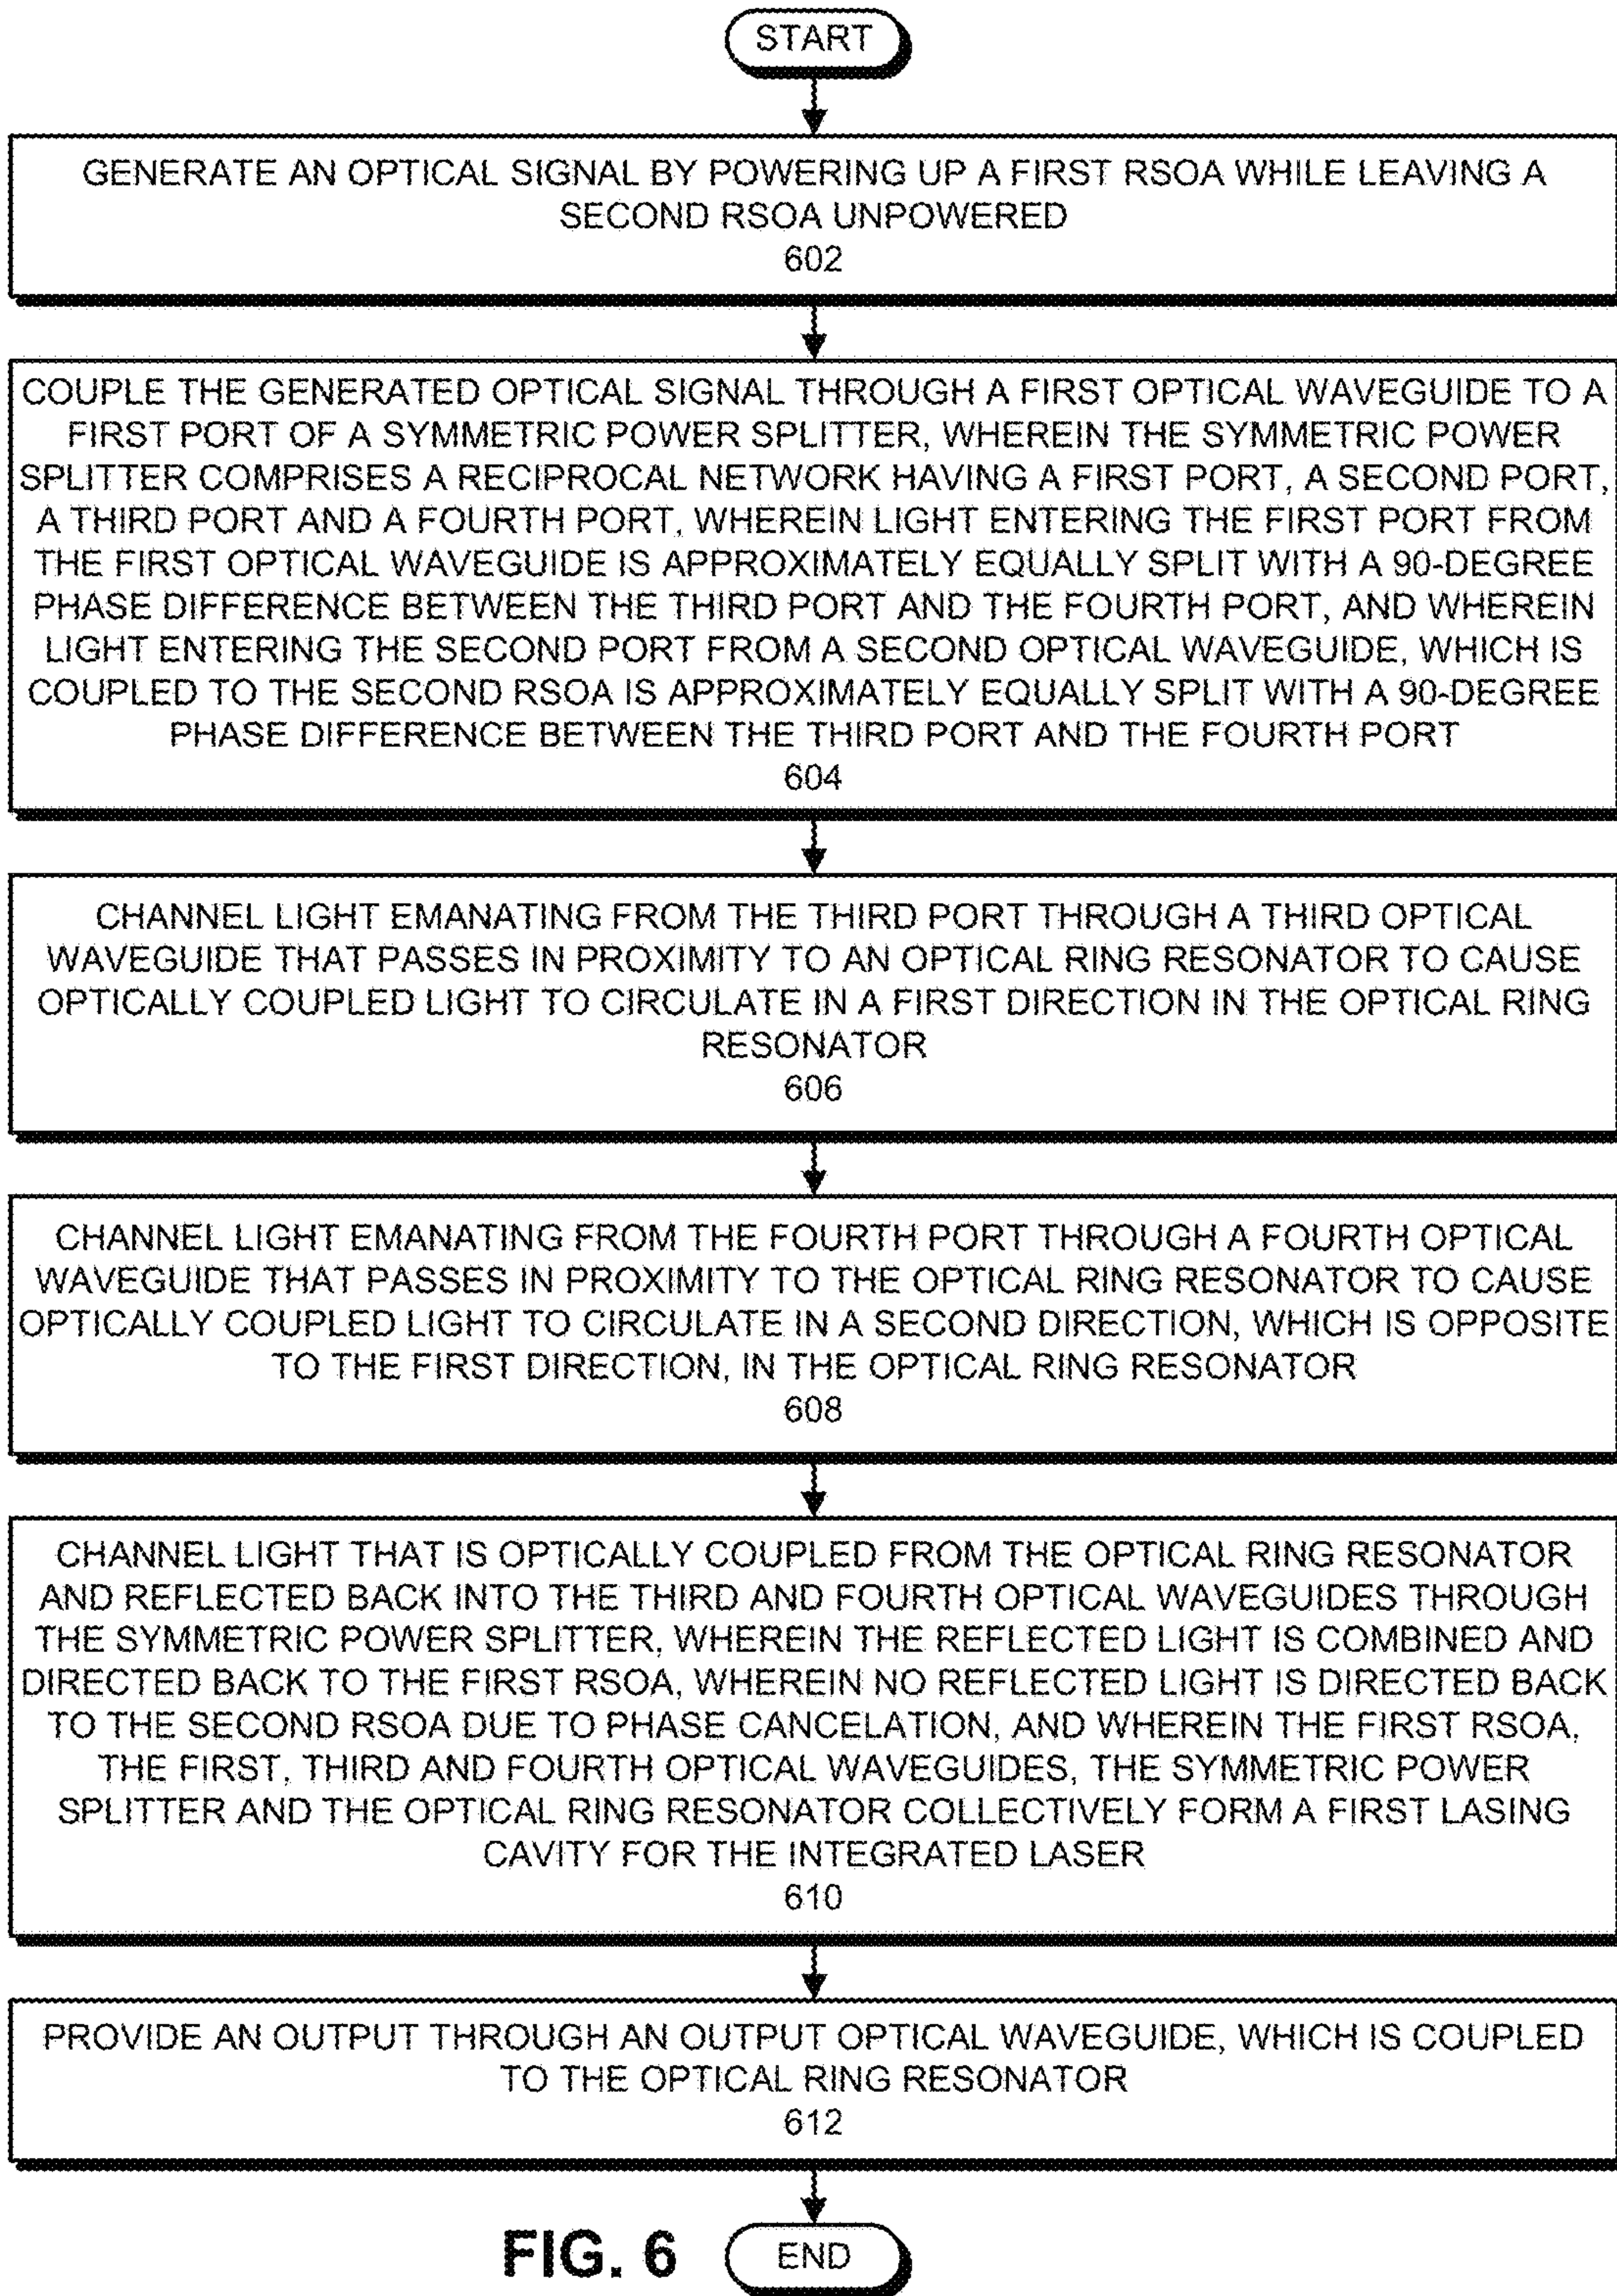 START
GENERATE AN OPTICAL SIGNAL BY POWERING UP A FIRST RSOA WHILE LEAVING A
SECOND RSOA UNPOWERED
602
COUPLE THE GENERATED OPTICAL SIGNAL THROUGH A FIRST OPTICAL WAVEGUIDE TO A
FIRST PORT OF A SYMMETRIC POWER SPLITTER, WHEREIN THE SYMMETRIC POWER
SPLITTER COMPRISES A RECIPROCAL NETWORK HAVING A FIRST PORT, A SECOND PORT,
A THIRD PORT AND A FOURTH PORT, WHEREIN LIGHT ENTERING THE FIRST PORT FROM
THE FIRST OPTICAL WAVEGUIDE IS APPROXIMATELY EQUALLY SPLIT WITH A 90-DEGREE
PHASE DIFFERENCE BETWEEN THE THIRD PORT AND THE FOURTH PORT, AND WHEREIN
LIGHT ENTERING THE SECOND PORT FROM A SECOND OPTICAL WAVEGUIDE, WHICH IS
COUPLED TO THE SECOND RSOA IS APPROXIMATELY EQUALLY SPLIT WITH A 90-DEGREE
PHASE DIFFERENCE BETWEEN THE THIRD PORT AND THE FOURTH PORT
604
CHANNEL LIGHT EMANATING FROM THE THIRD PORT THROUGH A THIRD OPTICAL
WAVEGUIDE THAT PASSES IN PROXIMITY TO AN OPTICAL RING RESONATOR TO CAUSE
OPTICALLY COUPLED LIGHT TO CIRCULATE IN A FIRST DIRECTION IN THE OPTICAL RING
RESONATOR
606
CHANNEL LIGHT EMANATING FROM THE FOURTH PORT THROUGH A FOURTH OPTICAL
WAVEGUIDE THAT PASSES IN PROXIMITY TO THE OPTICAL RING RESONATOR TO CAUSE
OPTICALLY COUPLED LIGHT TO CIRCULATE IN A SECOND DIRECTION, WHICH IS OPPOSITE
TO THE FIRST DIRECTION, IN THE OPTICAL RING RESONATOR
608
CHANNEL LIGHT THAT IS OPTICALLY COUPLED FROM THE OPTICAL RING RESONATOR
AND REFLECTED BACK INTO THE THIRD AND FOURTH OPTICAL WAVEGUIDES THROUGH
THE SYMMETRIC POWER SPLITTER, WHEREIN THE REFLECTED LIGHT IS COMBINED AND
DIRECTED BACK TO THE FIRST RSOA, WHEREIN NO REFLECTED LIGHT IS DIRECTED BACK
TO THE SECOND RSOA DUE TO PHASE CANCELATION, AND WHEREIN THE FIRST RSOA,
THE FIRST, THIRD AND FOURTH OPTICAL WAVEGUIDES, THE SYMMETRIC POWER
SPLITTER AND THE OPTICAL RING RESONATOR COLLECTIVELY FORM A FIRST LASING
CAVITY FOR THE INTEGRATED LASER
610
PROVIDE AN OUTPUT THROUGH AN OUTPUT OPTICAL WAVEGUIDE, WHICH IS COUPLED
TO THE OPTICAL RING RESONATOR
612
FIG. 6
END